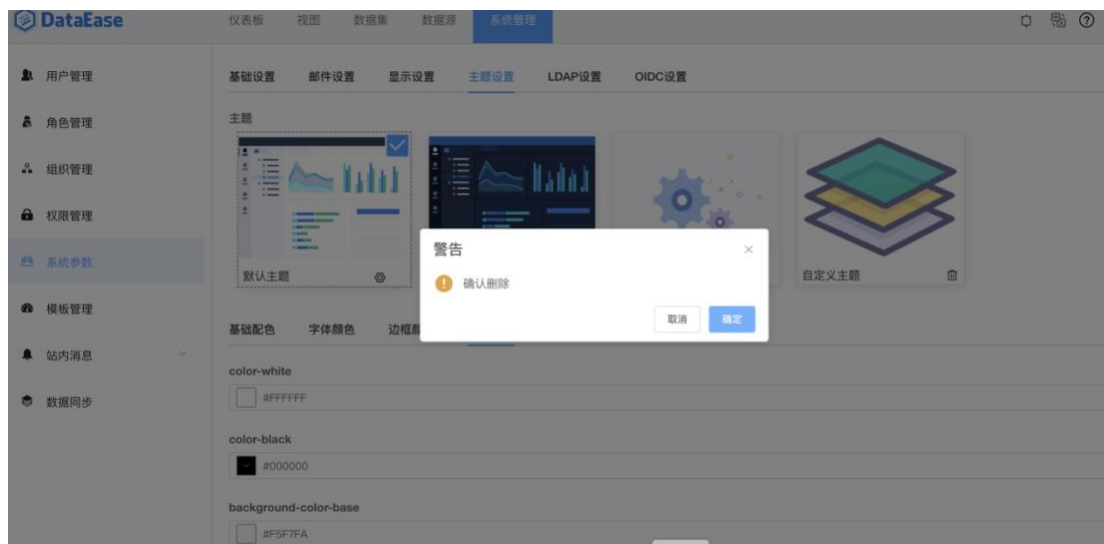 DataEase
仪表板 视图 数据集 数据源 系统管理
用户管理
角色管理
组织管理
权限管理
系统参数
模板管理
站内消息
数据同步
基础设置 邮件设置 显示设置 主题设置 LDAP设置 OIDC设置
主题
默认主题
自定义主题
警告
确认删除
取消 确定
基础配色 字体颜色 边框
color-white
#FFFFFF
color-black
#000000
background-color-base
#F5F7FA